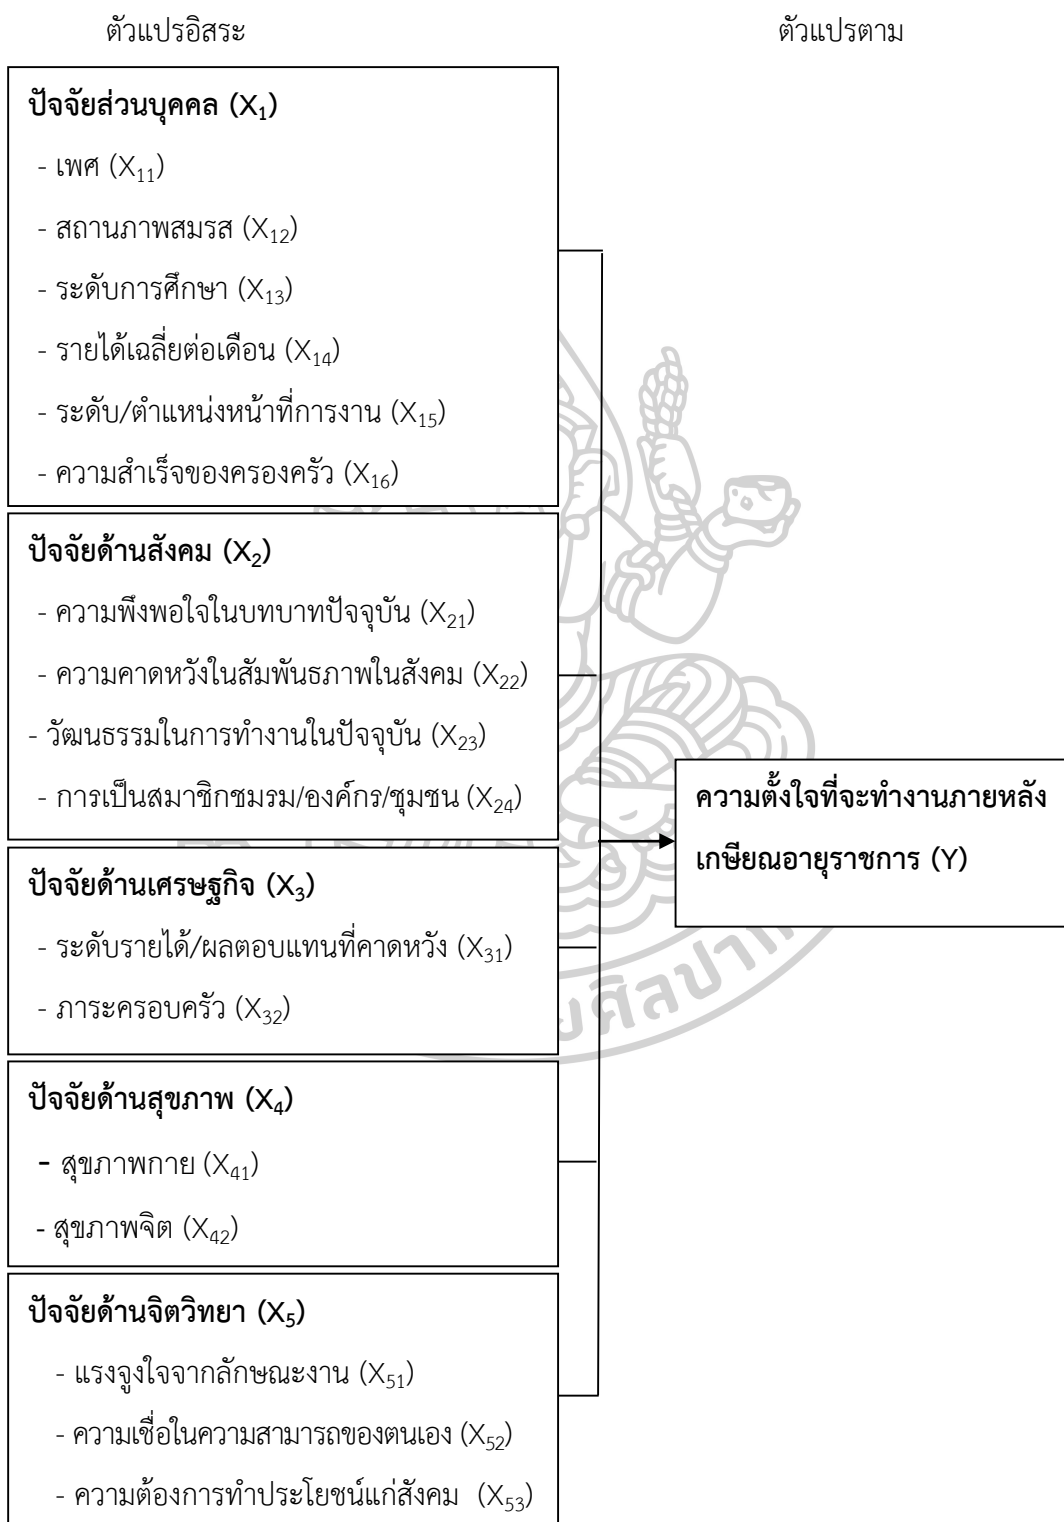 ตัวแปรอิสระ
ตัวแปรตาม
ปัจจัยส่วนบุคคล (X₁)
- เพศ (X₁₁)
- สถานภาพสมรส (X₁₂)
- ระดับการศึกษา (X₁₃)
- รายได้เฉลี่ยต่อเดือน (X₁₄)
- ระดับ/ตำแหน่งหน้าที่การงาน (X₁₅)
- ความสำเร็จของครองครัว (X₁₆)
ปัจจัยด้านสังคม (X₂)
- ความพึงพอใจในบทบาทปัจจุบัน (X₂₁)
- ความคาดหวังในสัมพันธภาพในสังคม (X₂₂)
- วัฒนธรรมในการทำงานในปัจจุบัน (X₂₃)
- การเป็นสมาชิกชมรม/องค์กร/ชุมชน (X₂₄)
ปัจจัยด้านเศรษฐกิจ (X₃)
- ระดับรายได้/ผลตอบแทนที่คาดหวัง (X₃₁)
- ภาระครอบครัว (X₃₂)
ปัจจัยด้านสุขภาพ (X₄)
- สุขภาพกาย (X₄₁)
- สุขภาพจิต (X₄₂)
ปัจจัยด้านจิตวิทยา (X₅)
- แรงจูงใจจากลักษณะงาน (X₅₁)
- ความเชื่อในความสามารถของตนเอง (X₅₂)
- ความต้องการทำประโยชน์แก่สังคม (X₅₃)
ความตั้งใจที่จะทำงานภายหลัง
เกษียณอายุราชการ (Y)